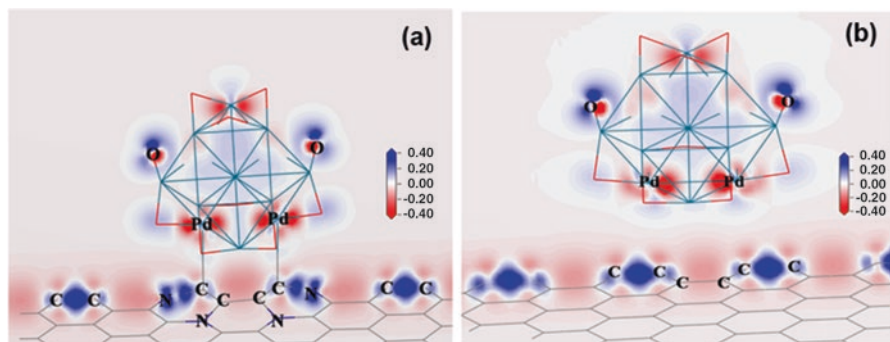 (a)
O O
0.40
0.20
0.00
-0.20
-0.40
Pd Pd
C C N C C C C N C C
N N
(b)
O O
0.40
0.20
0.00
-0.20
-0.40
Pd Pd
C C C C C C